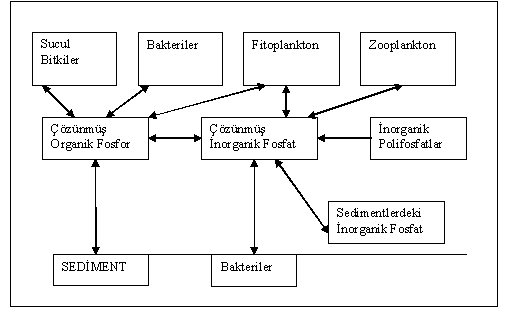 Sucul
Bitkiler
Bakteriler
Fitoplankton
Zooplankton
Çözünmüş
Organik Fosfor
Çözünmüş
İnorganik Fosfat
İnorganik
Polifosfatlar
Sedimentlerdeki
İnorganik Fosfat
SEDİMENT
Bakteriler